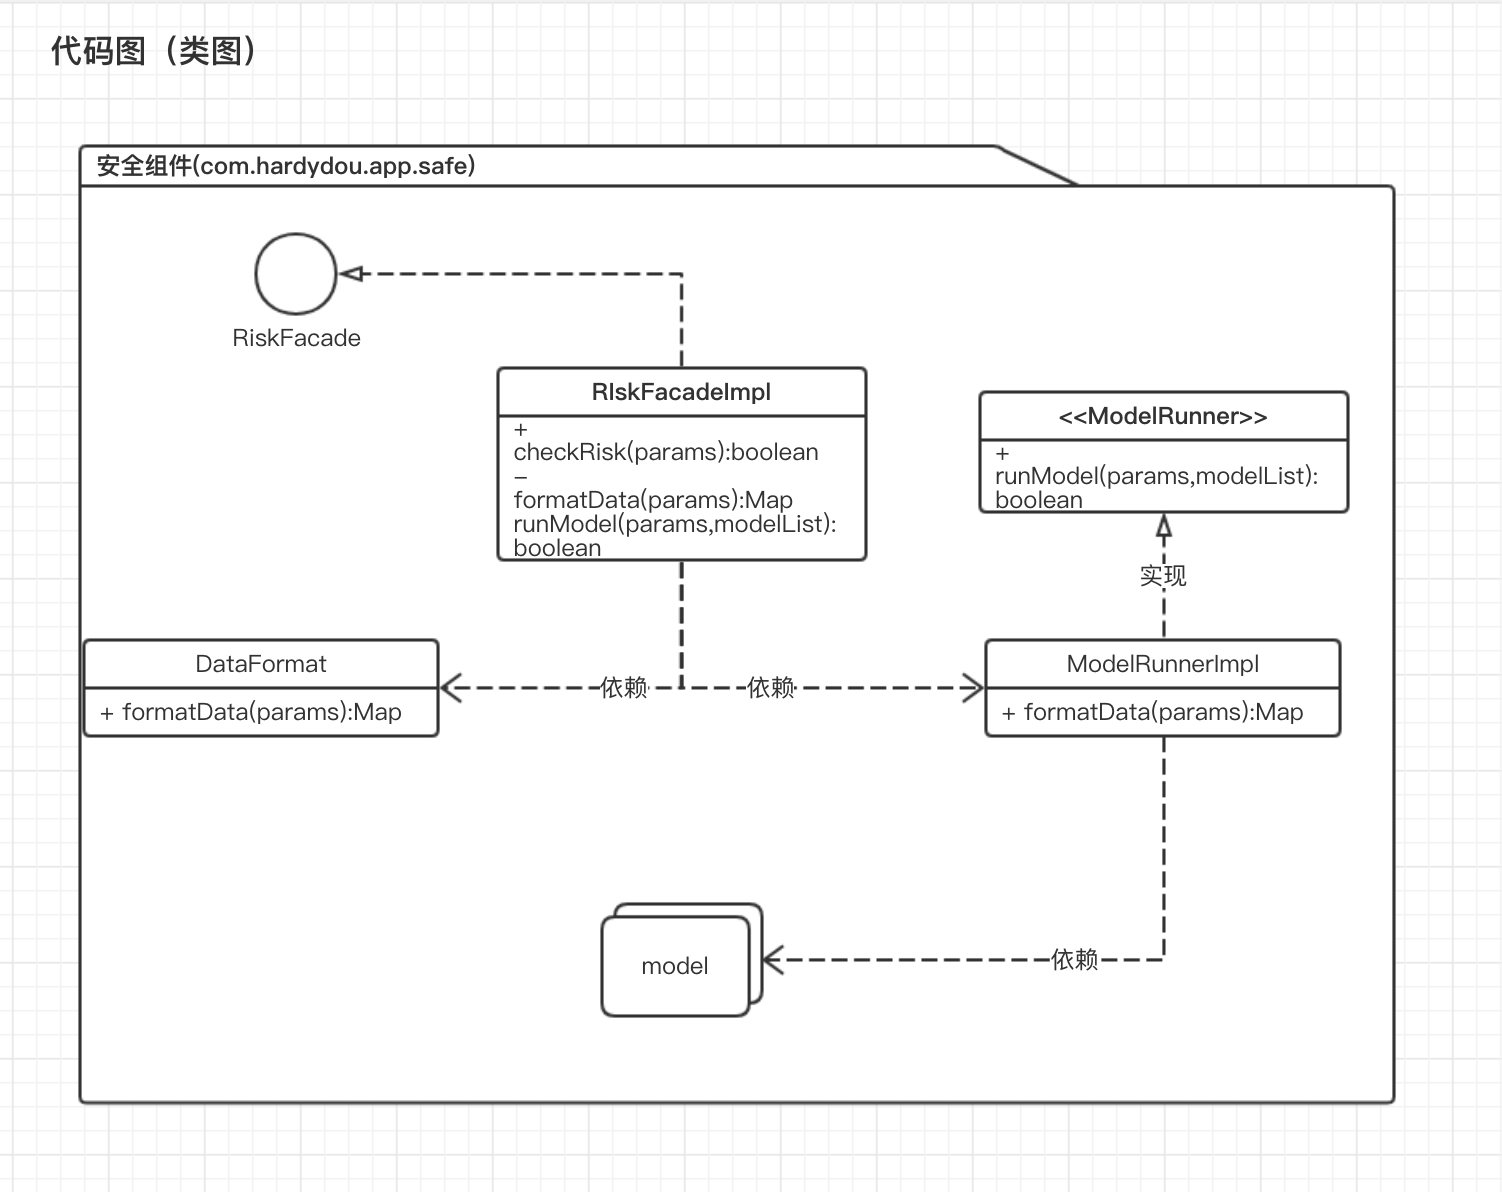 代码图（类图）
安全组件(com.hardydou.app.safe)
RiskFacade
RIskFacadeImpl
+
checkRisk(params):boolean
–
formatData(params):Map
runModel(params,modelList):
boolean
<<ModelRunner>>
+
runModel(params,modelList):
boolean
实现
DataFormat
+ formatData(params):Map
依赖
依赖
ModelRunnerImpl
+ formatData(params):Map
model
依赖